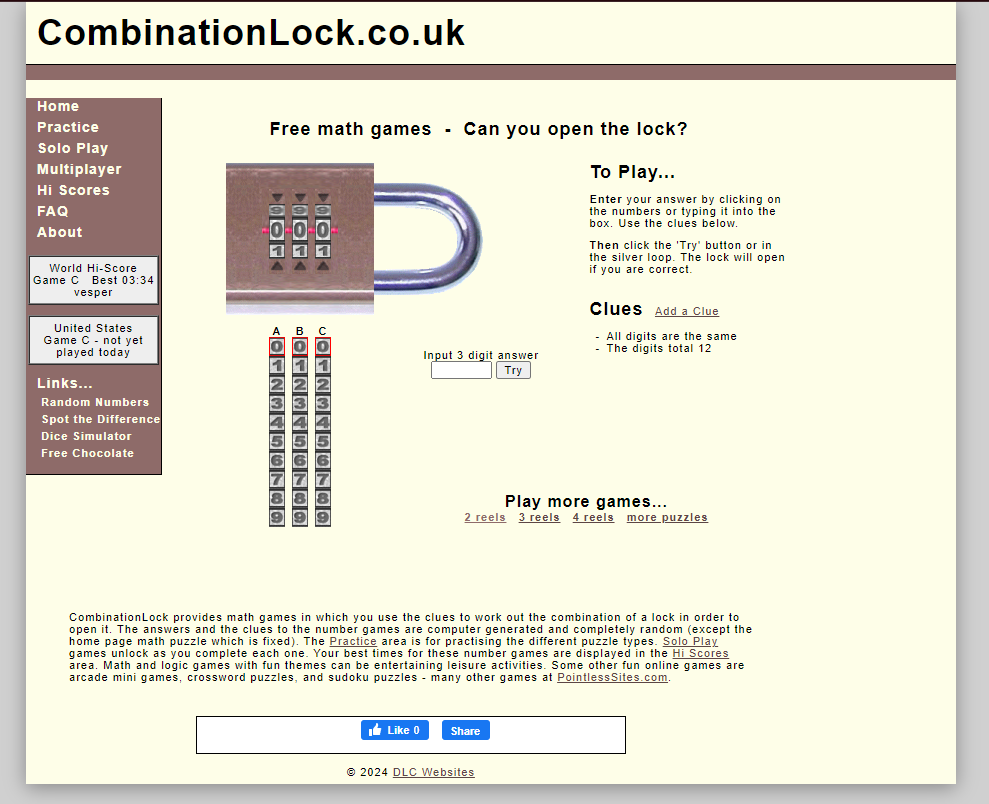 CombinationLock.co.uk
Home
Practice
Solo Play
Multiplayer
Hi Scores
FAQ
About
World Hi-Score
Game C   Best 03:34
vesper
United States
Game C - not yet
played today
Links...
Random Numbers
Spot the Difference
Dice Simulator
Free Chocolate
Free math games - Can you open the lock?
9 9 9
0 0 0
1 1 1
A B C
0 0 0
1 1 1
2 2 2
3 3 3
4 4 4
5 5 5
6 6 6
7 7 7
8 8 8
9 9 9
Input 3 digit answer
Try
To Play...
Enter your answer by clicking on
the numbers or typing it into the
box. Use the clues below.
Then click the 'Try' button or in
the silver loop. The lock will open
if you are correct.
Clues Add a Clue
- All digits are the same
- The digits total 12
Play more games...
2 reels 3 reels 4 reels more puzzles
CombinationLock provides math games in which you use the clues to work out the combination of a lock in order to
open it. The answers and the clues to the number games are computer generated and completely random (except the
home page math puzzle which is fixed). The Practice area is for practising the different puzzle types. Solo Play
games unlock as you complete each one. Your best times for these number games are displayed in the Hi Scores
area. Math and logic games with fun themes can be entertaining leisure activities. Some other fun online games are
arcade mini games, crossword puzzles, and sudoku puzzles - many other games at PointlessSites.com.
Like 0 Share
© 2024 DLC Websites